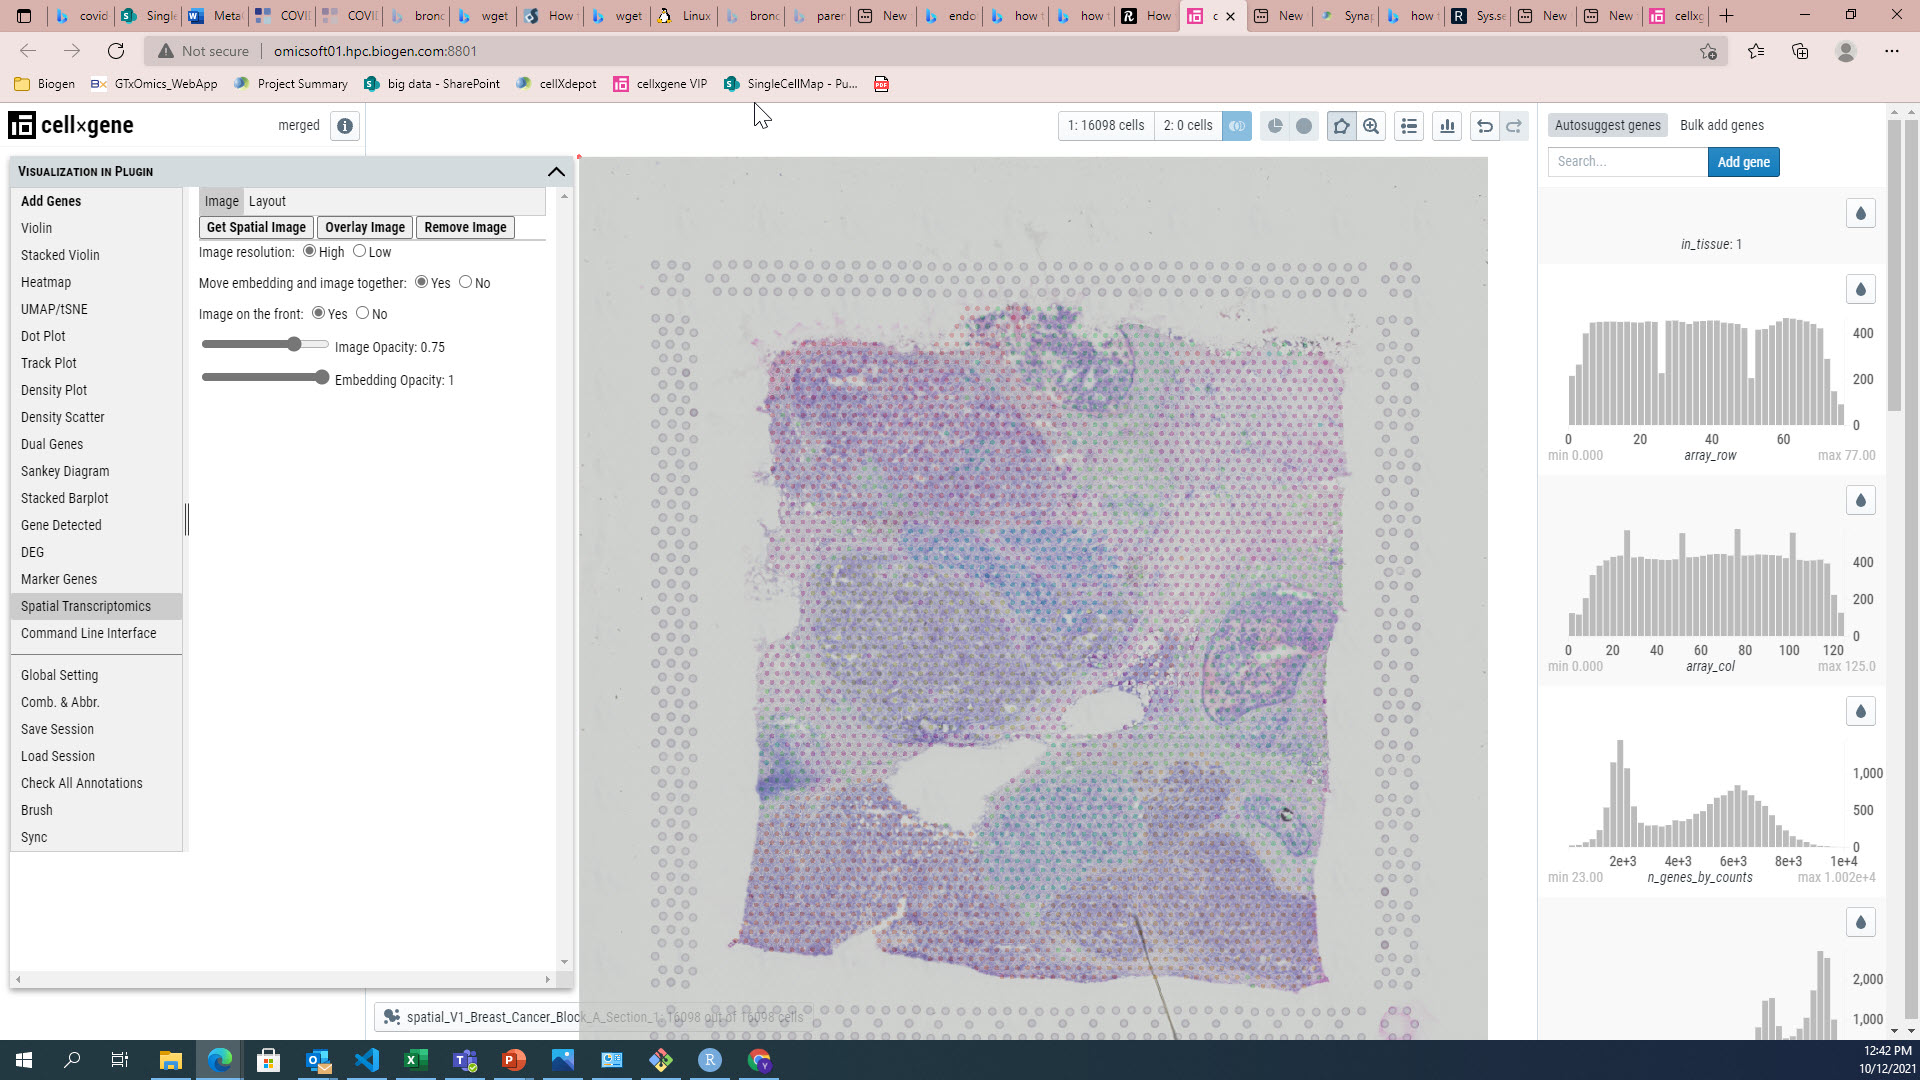 covid
Single
Meta
COVID
COVID
bronc
wget
How t
wget
Linux
bronc
paren
New
endo
how t
how t
How
c
New
Syna
how t
Sys.se
New
New
cellxg
Not secure
omicsoft01.hpc.biogen.com:8801
Biogen
GTxOmics_WebApp
Project Summary
big data - SharePoint
cellXdepot
cellxgene VIP
SingleCellMap - Pu...
PDF
cell×gene
merged
1: 16098 cells
2: 0 cells
Autosuggest genes
Bulk add genes
Search...
Add gene
VISUALIZATION IN PLUGIN
Add Genes
Violin
Stacked Violin
Heatmap
UMAP/tSNE
Dot Plot
Track Plot
Density Plot
Density Scatter
Dual Genes
Sankey Diagram
Stacked Barplot
Gene Detected
DEG
Marker Genes
Spatial Transcriptomics
Command Line Interface
Global Setting
Comb. & Abbr.
Save Session
Load Session
Check All Annotations
Brush
Sync
Image Layout
Get Spatial Image Overlay Image Remove Image
Image resolution: High Low
Move embedding and image together: Yes No
Image on the front: Yes No
Image Opacity: 0.75
Embedding Opacity: 1
spatial_V1_Breast_Cancer_Block_A_Section_1: 16098 out of 16098 cells
in_tissue: 1
400
200
0
0 20 40 60
min 0.000 array_row max 77.00
400
200
0
0 20 40 60 80 100 120
min 0.000 array_col max 125.0
1,000
500
0
2e+3 4e+3 6e+3 8e+3 1e+4
min 23.00 n_genes_by_counts max 1.002e+4
2,000
1,000
12:42 PM
10/12/2021